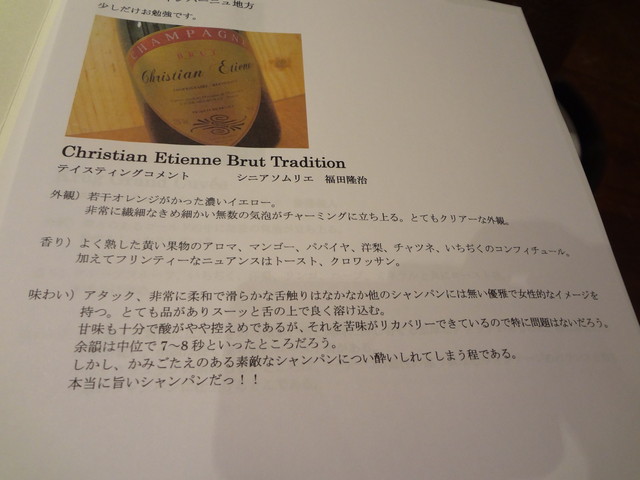 ンパーニュ地方
少しだけお勉強です。
CHAMPAGNE
BRUT
Christian Etienne
Christian Etienne Brut Tradition
テイスティングコメント シニアソムリエ 福田隆治
外観）若干オレンジがかった濃いイエロー。
非常に繊細なきめ細かい無数の気泡がチャーミングに立ち上る。とてもクリアーな外観。
香り）よく熟した黄い果物のアロマ、マンゴー、パパイヤ、洋梨、チャツネ、いちぢくのコンフィチュール。
加えてフリンティーなニュアンスはトースト、クロワッサン。
味わい）アタック、非常に柔和で滑らかな舌触りはなかなか他のシャンパンには無い優雅で女性的なイメージを
持つ。とても品がありスーッと舌の上で良く溶け込む。
甘味も十分で酸がやや控えめであるが、それを苦味がリカバリーできているので特に問題はないだろう。
余韻は中位で7～8秒といったところだろう。
しかし、かみごたえのある素敵なシャンパンについ酔いしれてしまう程である。
本当に旨いシャンパンだっ！！